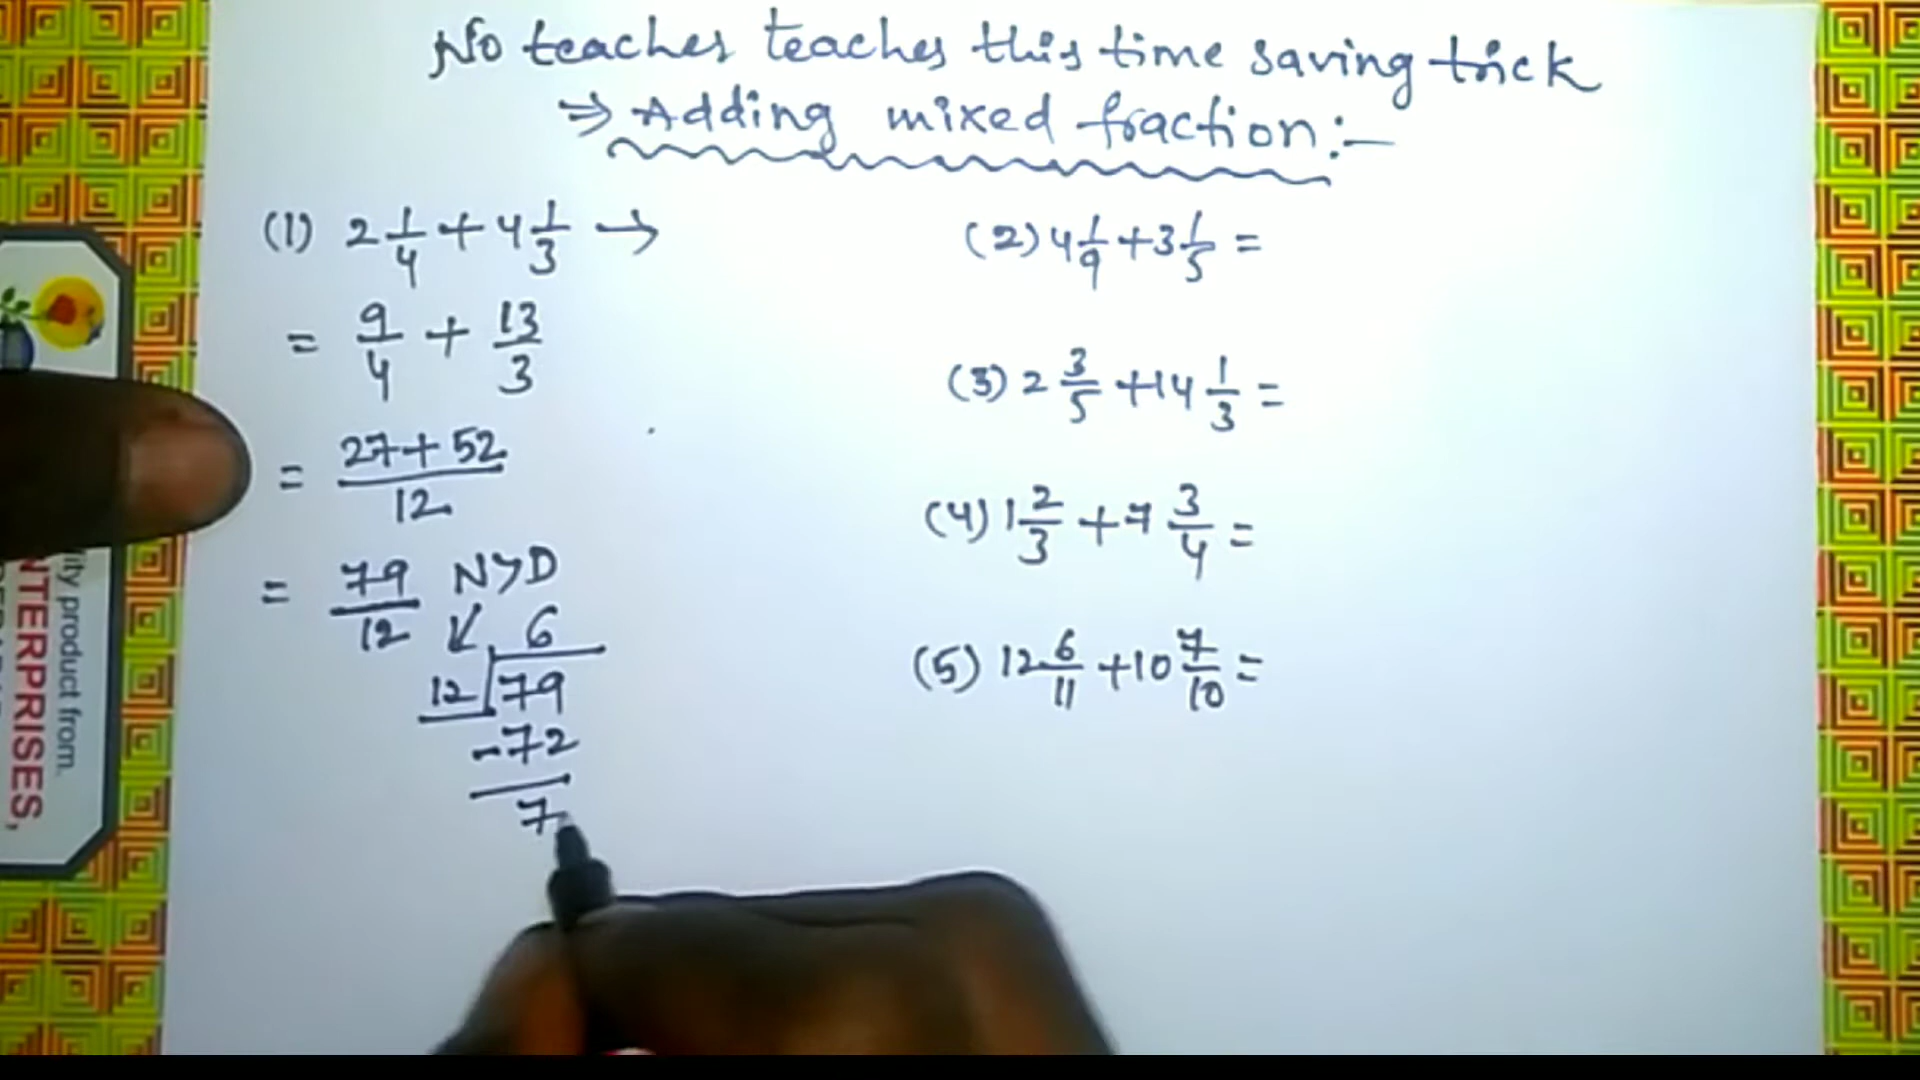 No teacher teaches this time saving trick
⇒ Adding mixed fraction:-
(1) 2 1/4 + 4 1/3 →
= 9/4 + 13/3
= 27+52/12
= 79/12 N>D
↙ 6
12 79
-72
7
(2) 4 1/9 + 3 1/5 =
(3) 2 3/5 + 14 1/3 =
(4) 1 2/3 + 7 3/4 =
(5) 12 6/11 + 10 7/10 =
ity product from.
NTERPRISES,